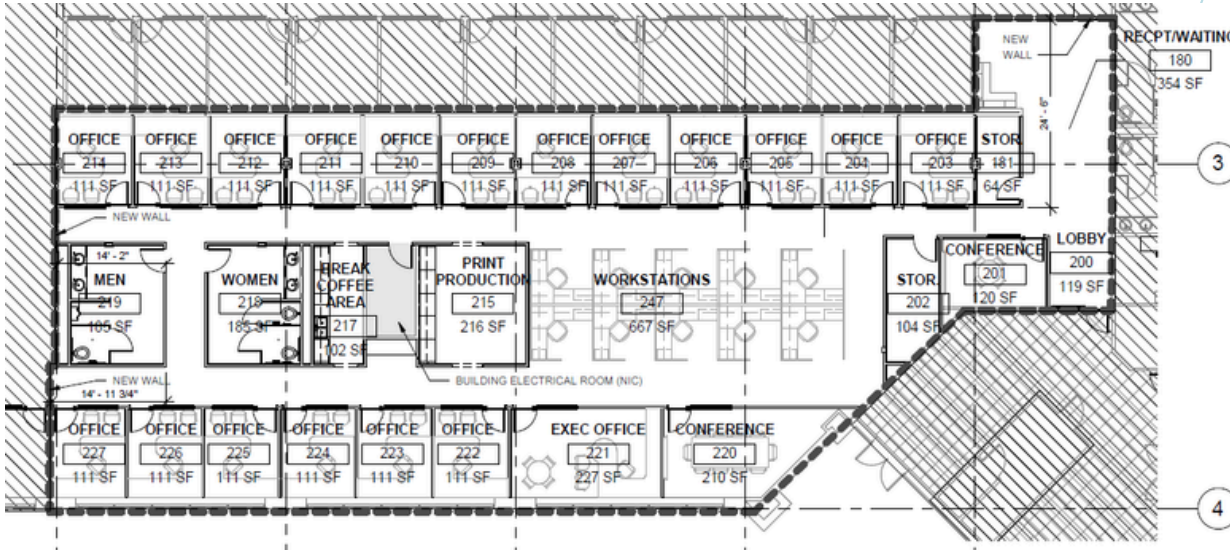 NEW
WALL
RECPT/WAITING
180
354 SF
24' - 6"
OFFICE
214
111 SF
OFFICE
213
111 SF
OFFICE
212
111 SF
OFFICE
211
111 SF
OFFICE
210
111 SF
OFFICE
209
111 SF
OFFICE
208
111 SF
OFFICE
207
111 SF
OFFICE
206
111 SF
OFFICE
205
111 SF
OFFICE
204
111 SF
OFFICE
203
111 SF
STOR.
181
64 SF
3
NEW WALL
14' - 2"
MEN
219
185 SF
WOMEN
218
185 SF
BREAK
COFFEE
AREA
217
102 SF
PRINT
PRODUCTION
215
216 SF
WORKSTATIONS
247
667 SF
STOR.
202
104 SF
CONFERENCE
201
120 SF
LOBBY
200
119 SF
NEW WALL
14' - 11 3/4"
BUILDING ELECTRICAL ROOM (NIC)
OFFICE
227
111 SF
OFFICE
226
111 SF
OFFICE
225
111 SF
OFFICE
224
111 SF
OFFICE
223
111 SF
OFFICE
222
111 SF
EXEC OFFICE
221
227 SF
CONFERENCE
220
210 SF
4